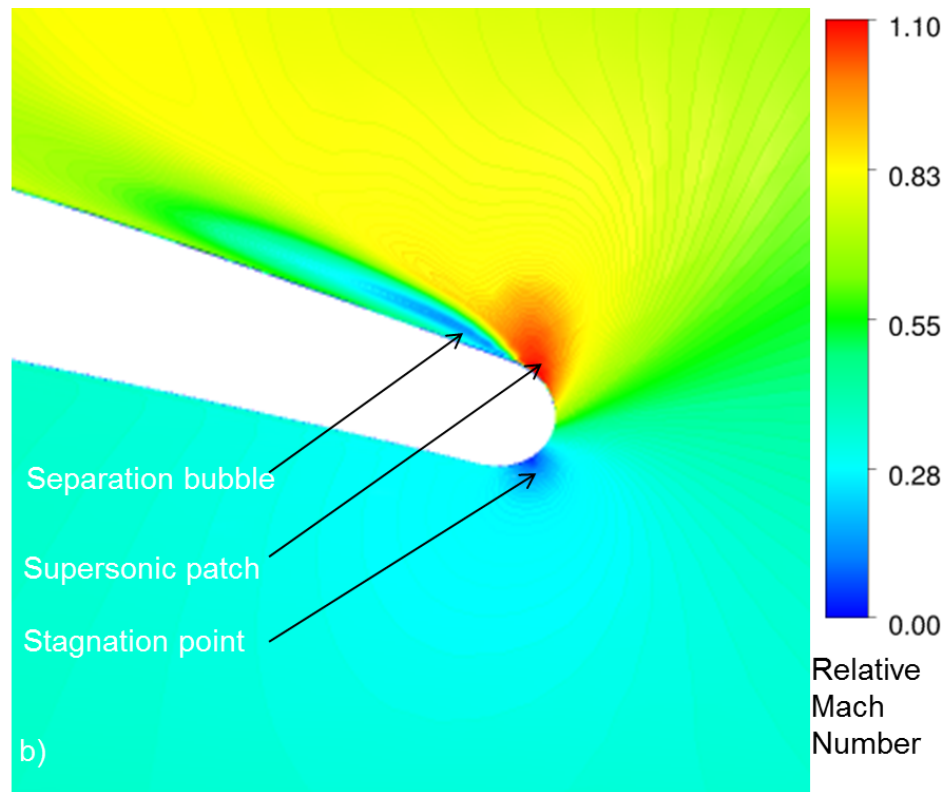 1.10
0.83
0.55
0.28
0.00
Relative
Mach
Number
Separation bubble
Supersonic patch
Stagnation point
b)